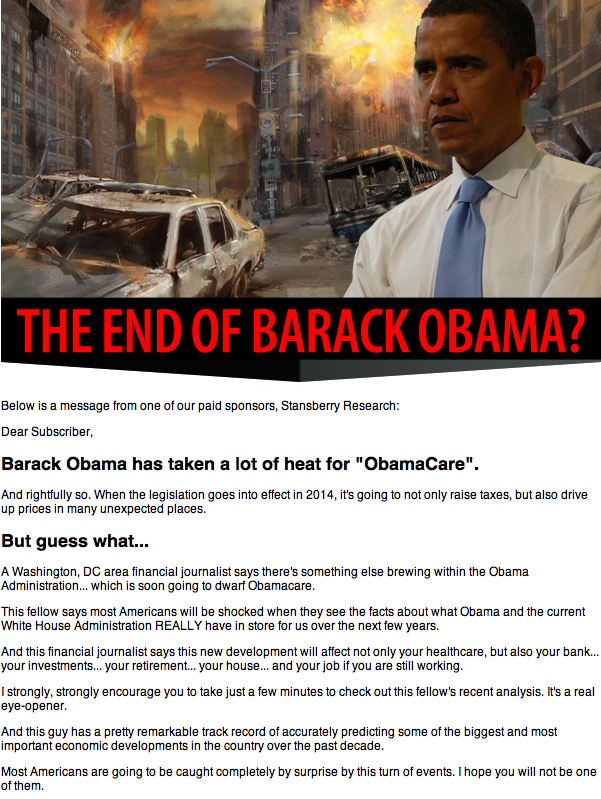 THE END OF BARACK OBAMA?
Below is a message from one of our paid sponsors, Stansberry Research:
Dear Subscriber,
Barack Obama has taken a lot of heat for "ObamaCare".
And rightfully so. When the legislation goes into effect in 2014, it's going to not only raise taxes, but also drive
up prices in many unexpected places.
But guess what...
A Washington, DC area financial journalist says there's something else brewing within the Obama
Administration... which is soon going to dwarf Obamacare.
This fellow says most Americans will be shocked when they see the facts about what Obama and the current
White House Administration REALLY have in store for us over the next few years.
And this financial journalist says this new development will affect not only your healthcare, but also your bank...
your investments... your retirement... your house... and your job if you are still working.
I strongly, strongly encourage you to take just a few minutes to check out this fellow's recent analysis. It's a real
eye-opener.
And this guy has a pretty remarkable track record of accurately predicting some of the biggest and most
important economic developments in the country over the past decade.
Most Americans are going to be caught completely by surprise by this turn of events. I hope you will not be one
of them.